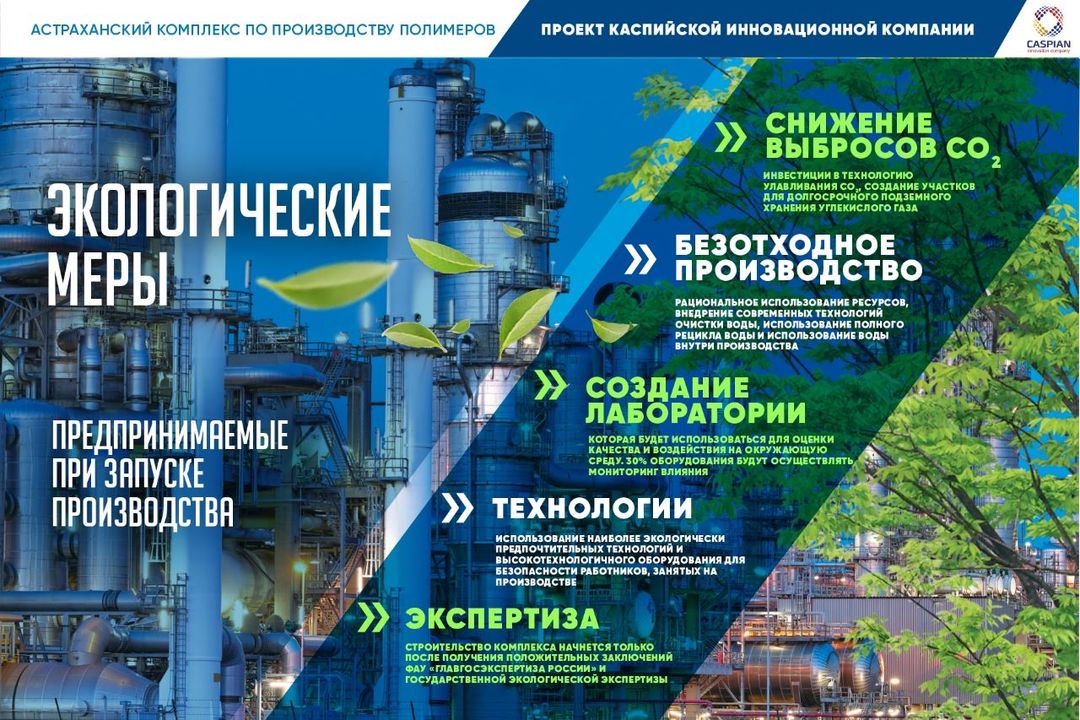 АСТРАХАНСКИЙ КОМПЛЕКС ПО ПРОИЗВОДСТВУ ПОЛИМЕРОВ
ПРОЕКТ КАСПИЙСКОЙ ИННОВАЦИОННОЙ КОМПАНИИ
CASPIAN
innovation company
ЭКОЛОГИЧЕСКИЕ
МЕРЫ
ПРЕДПРИНИМАЕМЫЕ
ПРИ ЗАПУСКЕ
ПРОИЗВОДСТВА
СНИЖЕНИЕ
ВЫБРОСОВ CO₂
ИНВЕСТИЦИИ В ТЕХНОЛОГИЮ
УЛАВЛИВАНИЯ CO₂, СОЗДАНИЕ УЧАСТКОВ
ДЛЯ ДОЛГОСРОЧНОГО ПОДЗЕМНОГО
ХРАНЕНИЯ УГЛЕКИСЛОГО ГАЗА
БЕЗОТХОДНОЕ
ПРОИЗВОДСТВО
РАЦИОНАЛЬНОЕ ИСПОЛЬЗОВАНИЕ РЕСУРСОВ,
ВНЕДРЕНИЕ СОВРЕМЕННЫХ ТЕХНОЛОГИЙ
ОЧИСТКИ ВОДЫ, ИСПОЛЬЗОВАНИЕ ПОЛНОГО
РЕЦИКЛА ВОДЫ И ИСПОЛЬЗОВАНИЕ ВОДЫ
ВНУТРИ ПРОИЗВОДСТВА
СОЗДАНИЕ
ЛАБОРАТОРИИ
КОТОРАЯ БУДЕТ ИСПОЛЬЗОВАТЬСЯ ДЛЯ ОЦЕНКИ
КАЧЕСТВА И ВОЗДЕЙСТВИЯ НА ОКРУЖАЮЩУЮ
СРЕДУ. 30% ОБОРУДОВАНИЯ БУДУТ ОСУЩЕСТВЛЯТЬ
МОНИТОРИНГ ВЛИЯНИЯ
ТЕХНОЛОГИИ
ИСПОЛЬЗОВАНИЕ НАИБОЛЕЕ ЭКОЛОГИЧЕСКИ
ПРЕДПОЧТИТЕЛЬНЫХ ТЕХНОЛОГИЙ И
ВЫСОКОТЕХНОЛОГИЧНОГО ОБОРУДОВАНИЯ ДЛЯ
БЕЗОПАСНОСТИ РАБОТНИКОВ, ЗАНЯТЫХ НА
ПРОИЗВОДСТВЕ
ЭКСПЕРТИЗА
СТРОИТЕЛЬСТВО КОМПЛЕКСА НАЧНЕТСЯ ТОЛЬКО
ПОСЛЕ ПОЛУЧЕНИЯ ПОЛОЖИТЕЛЬНЫХ ЗАКЛЮЧЕНИЙ
ФАУ «ГЛАВГОСЭКСПЕРТИЗА РОССИИ» И
ГОСУДАРСТВЕННОЙ ЭКОЛОГИЧЕСКОЙ ЭКСПЕРТИЗЫ